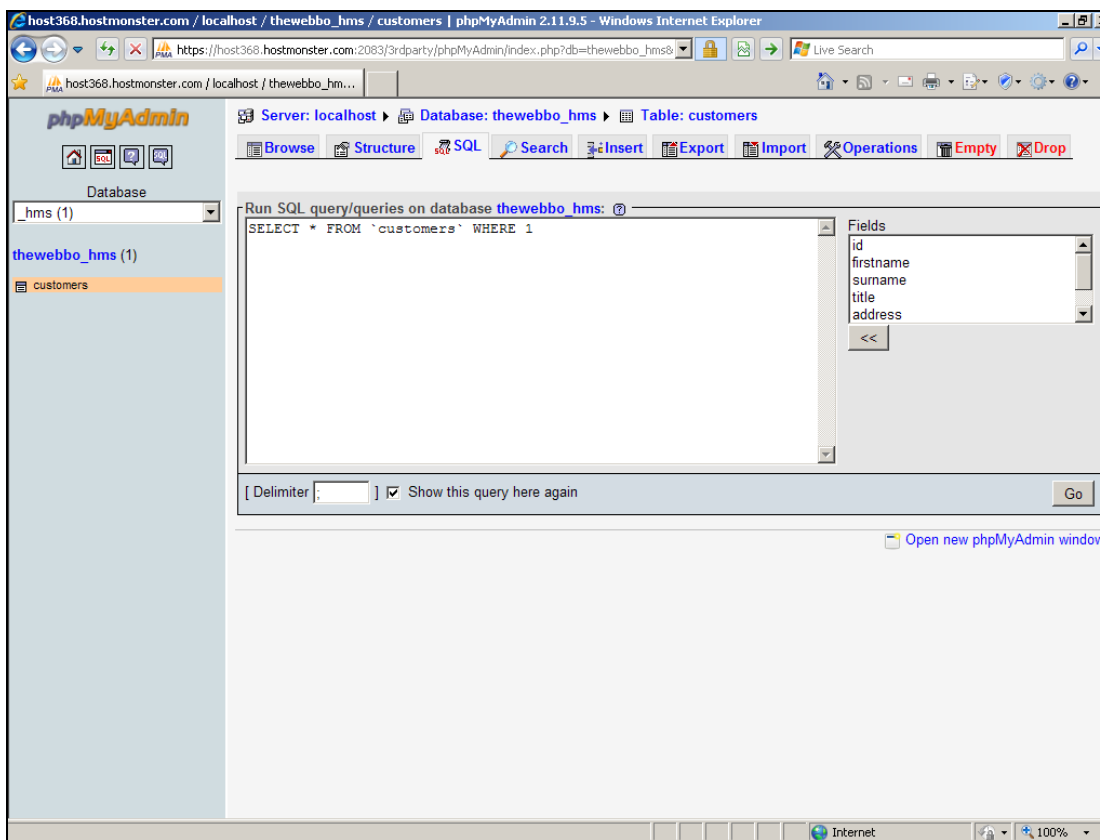 host368.hostmonster.com / localhost / thewebbo_hms / customers | phpMyAdmin 2.11.9.5 - Windows Internet Explorer
https://host368.hostmonster.com:2083/3rdparty/phpMyAdmin/index.php?db=thewebbo_hms&
Live Search
host368.hostmonster.com / localhost / thewebbo_hm...
phpMyAdmin
Server: localhost Database: thewebbo_hms Table: customers
Browse Structure SQL Search Insert Export Import Operations Empty Drop
Database
_hms (1)
thewebbo_hms (1)
customers
Run SQL query/queries on database thewebbo_hms:
SELECT * FROM `customers` WHERE 1
Fields
id
firstname
surname
title
address
<<
[ Delimiter ; ] Show this query here again
Go
Open new phpMyAdmin window
Internet
100%